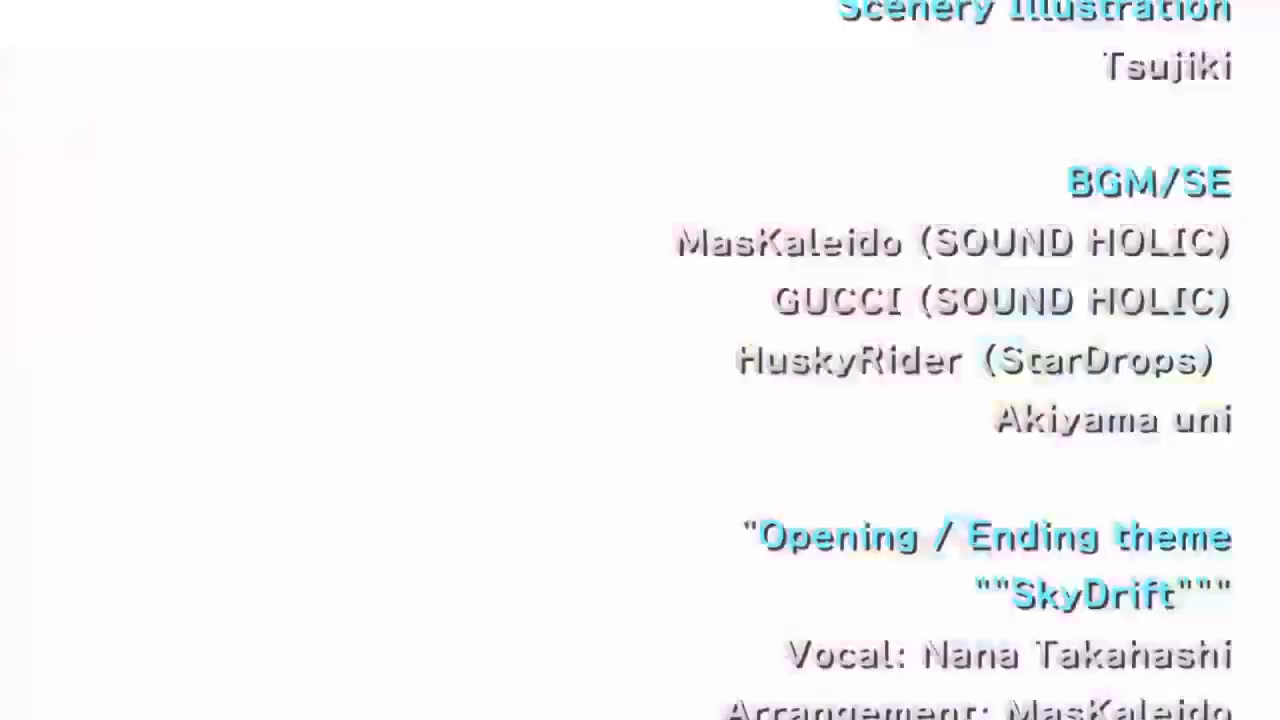 Scenery Illustration
Tsujiki
BGM/SE
MasKaleido (SOUND HOLIC)
GUCCI (SOUND HOLIC)
HuskyRider (StarDrops)
Akiyama uni
"Opening / Ending theme
""SkyDrift"""
Vocal: Nana Takahashi
Arrangement: MasKaleido